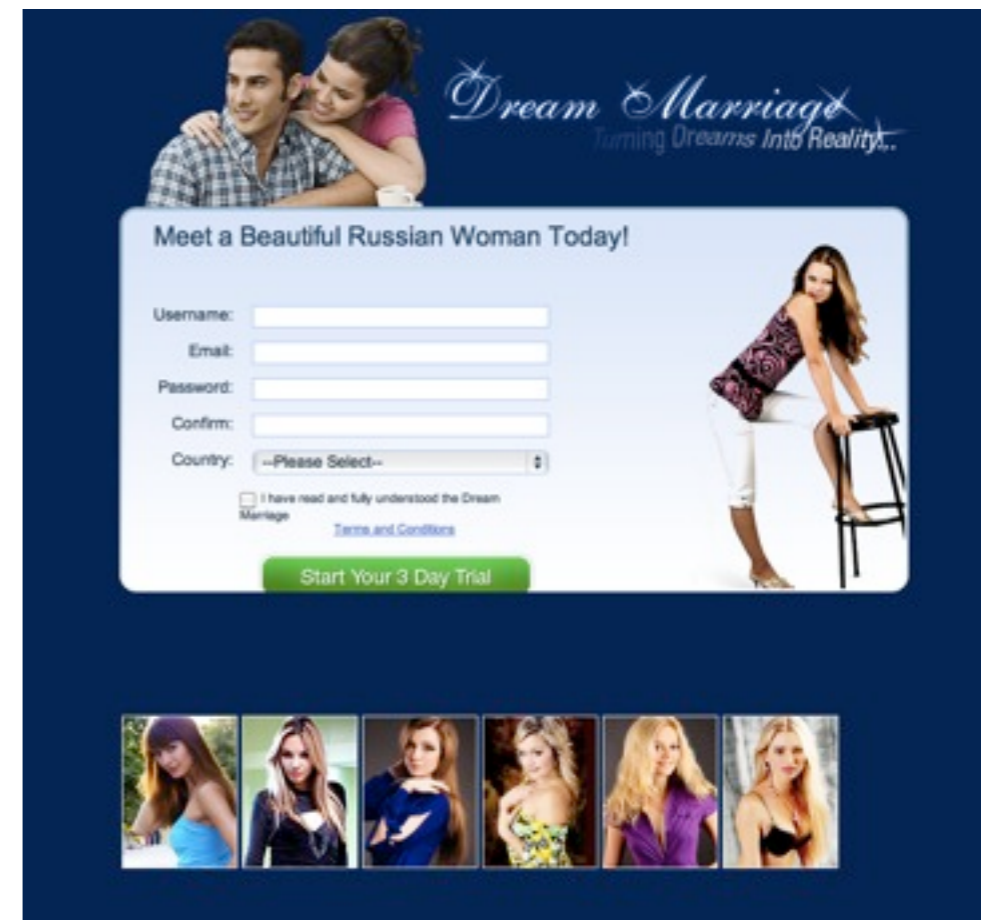 Dream Marriage
Turning Dreams Into Reality...
Meet a Beautiful Russian Woman Today!
Username:
Email:
Password:
Confirm:
Country:
--Please Select--
I have read and fully understood the Dream
Marriage
Terms and Conditions
Start Your 3 Day Trial